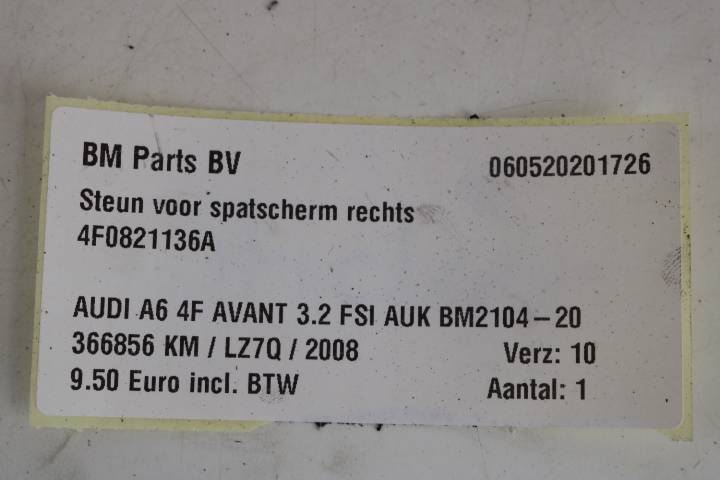 BM Parts BV 060520201726
Steun voor spatscherm rechts
4F0821136A
AUDI A6 4F AVANT 3.2 FSI AUK BM2104-20
366856 KM / LZ7Q / 2008 Verz: 10
9.50 Euro incl. BTW Aantal: 1